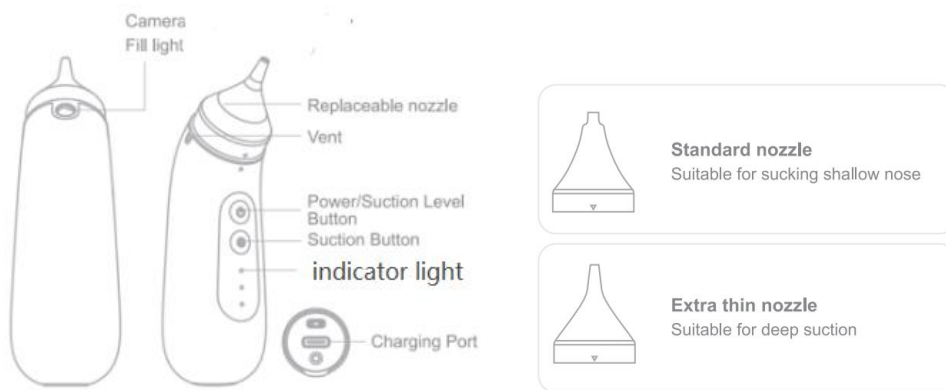 Camera
Fill light
Replaceable nozzle
Vent
Power/Suction Level
Button
Suction Button
indicator light
Charging Port
Standard nozzle
Suitable for sucking shallow nose
Extra thin nozzle
Suitable for deep suction